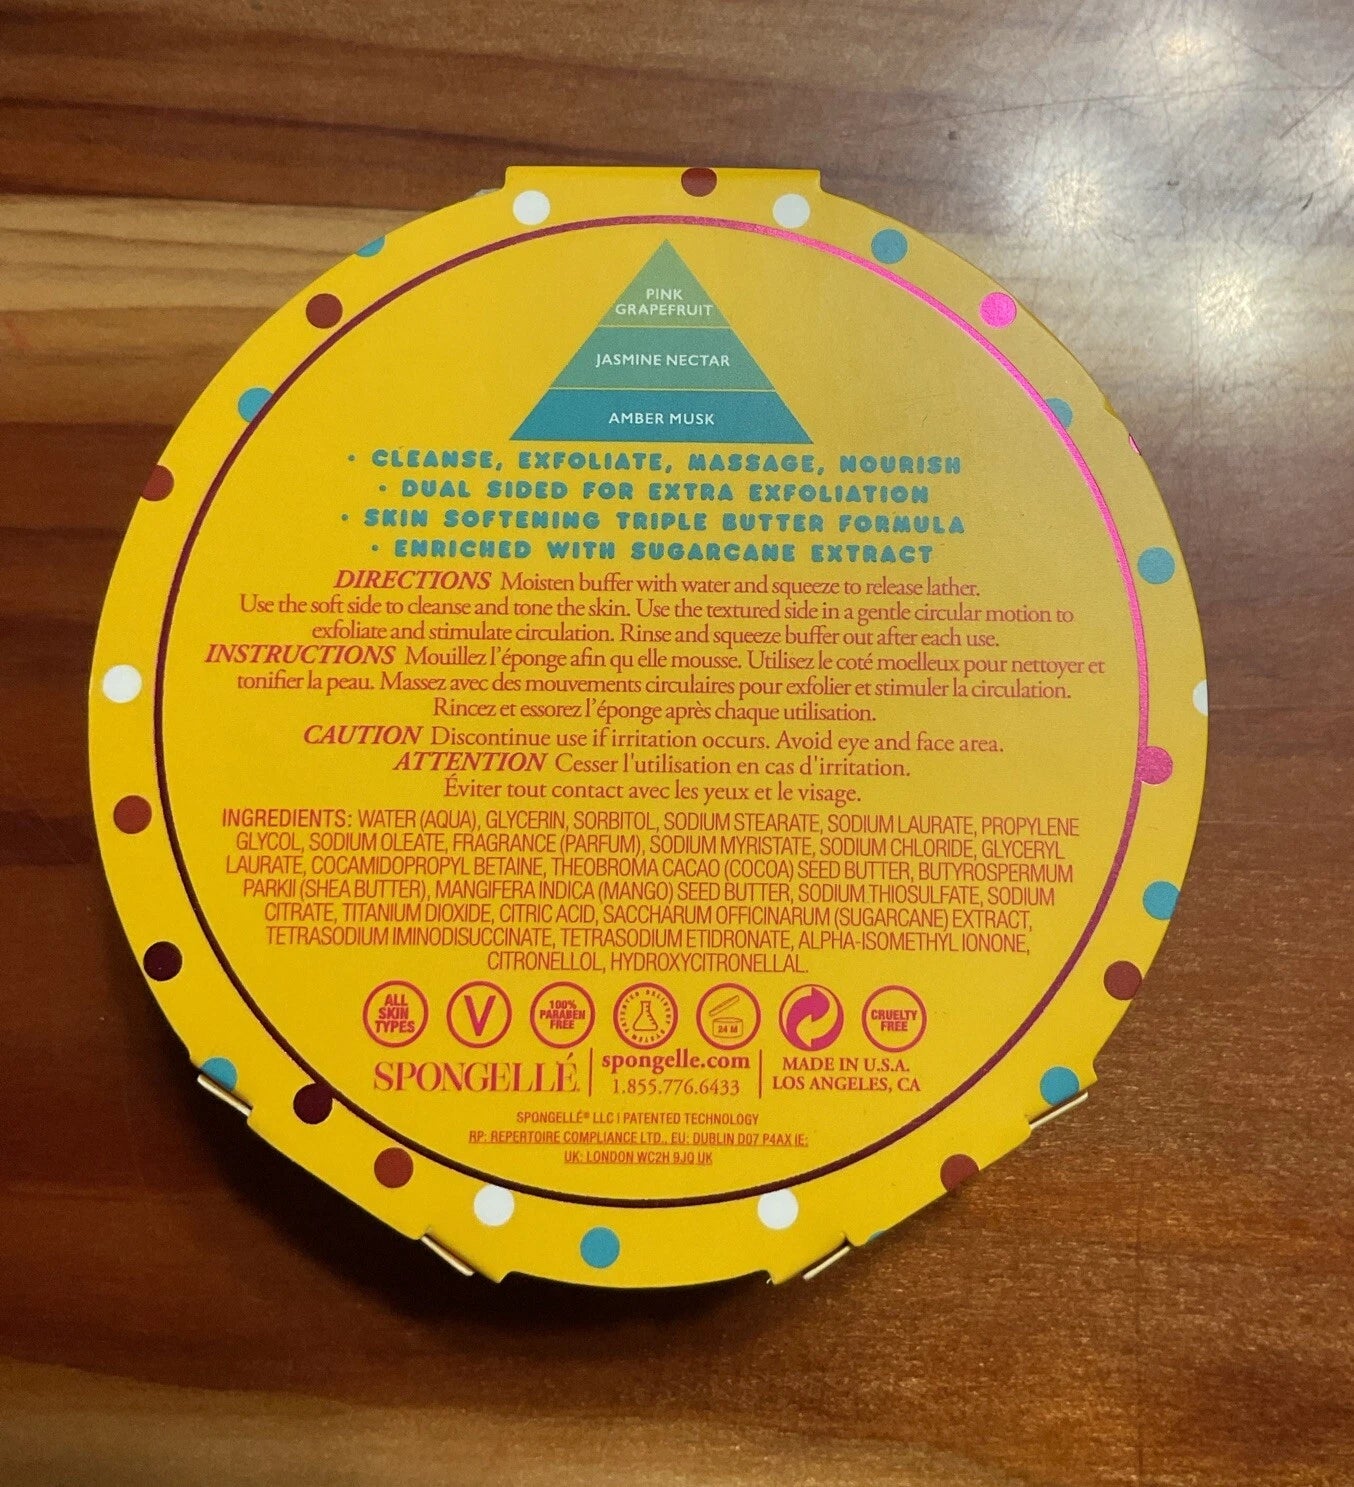 PINK
GRAPEFRUIT
JASMINE NECTAR
AMBER MUSK
• CLEANSE, EXFOLIATE, MASSAGE, NOURISH
• DUAL SIDED FOR EXTRA EXFOLIATION
• SKIN SOFTENING TRIPLE BUTTER FORMULA
• ENRICHED WITH SUGARCANE EXTRACT
DIRECTIONS Moisten buffer with water and squeeze to release lather.
Use the soft side to cleanse and tone the skin. Use the textured side in a gentle circular motion to
exfoliate and stimulate circulation. Rinse and squeeze buffer out after each use.
INSTRUCTIONS Mouillez l'éponge afin qu elle mousse. Utilisez le coté moelleux pour nettoyer et
tonifier la peau. Massez avec des mouvements circulaires pour exfolier et stimuler la circulation.
Rincez et essorez l'éponge après chaque utilisation.
CAUTION Discontinue use if irritation occurs. Avoid eye and face area.
ATTENTION Cesser l'utilisation en cas d'irritation.
Éviter tout contact avec les yeux et le visage.
INGREDIENTS: WATER (AQUA), GLYCERIN, SORBITOL, SODIUM STEARATE, SODIUM LAURATE, PROPYLENE
GLYCOL, SODIUM OLEATE, FRAGRANCE (PARFUM), SODIUM MYRISTATE, SODIUM CHLORIDE, GLYCERYL
LAURATE, COCAMIDOPROPYL BETAINE, THEOBROMA CACAO (COCOA) SEED BUTTER, BUTYROSPERMUM
PARKII (SHEA BUTTER), MANGIFERA INDICA (MANGO) SEED BUTTER, SODIUM THIOSULFATE, SODIUM
CITRATE, TITANIUM DIOXIDE, CITRIC ACID, SACCHARUM OFFICINARUM (SUGARCANE) EXTRACT,
TETRASODIUM IMINODISUCCINATE, TETRASODIUM ETIDRONATE, ALPHA-ISOMETHYL IONONE,
CITRONELLOL, HYDROXYCITRONELLAL.
ALL
SKIN
TYPES
V
100%
PARABEN
FREE
PATENTED DELIVERY SYSTEM
24 M
CRUELTY
FREE
SPONGELLÉ
spongelle.com
1.855.776.6433
MADE IN U.S.A.
LOS ANGELES, CA
SPONGELLÉ® LLC | PATENTED TECHNOLOGY
RP: REPERTOIRE COMPLIANCE LTD., EU: DUBLIN D07 P4AX IE;
UK: LONDON WC2H 9JQ UK